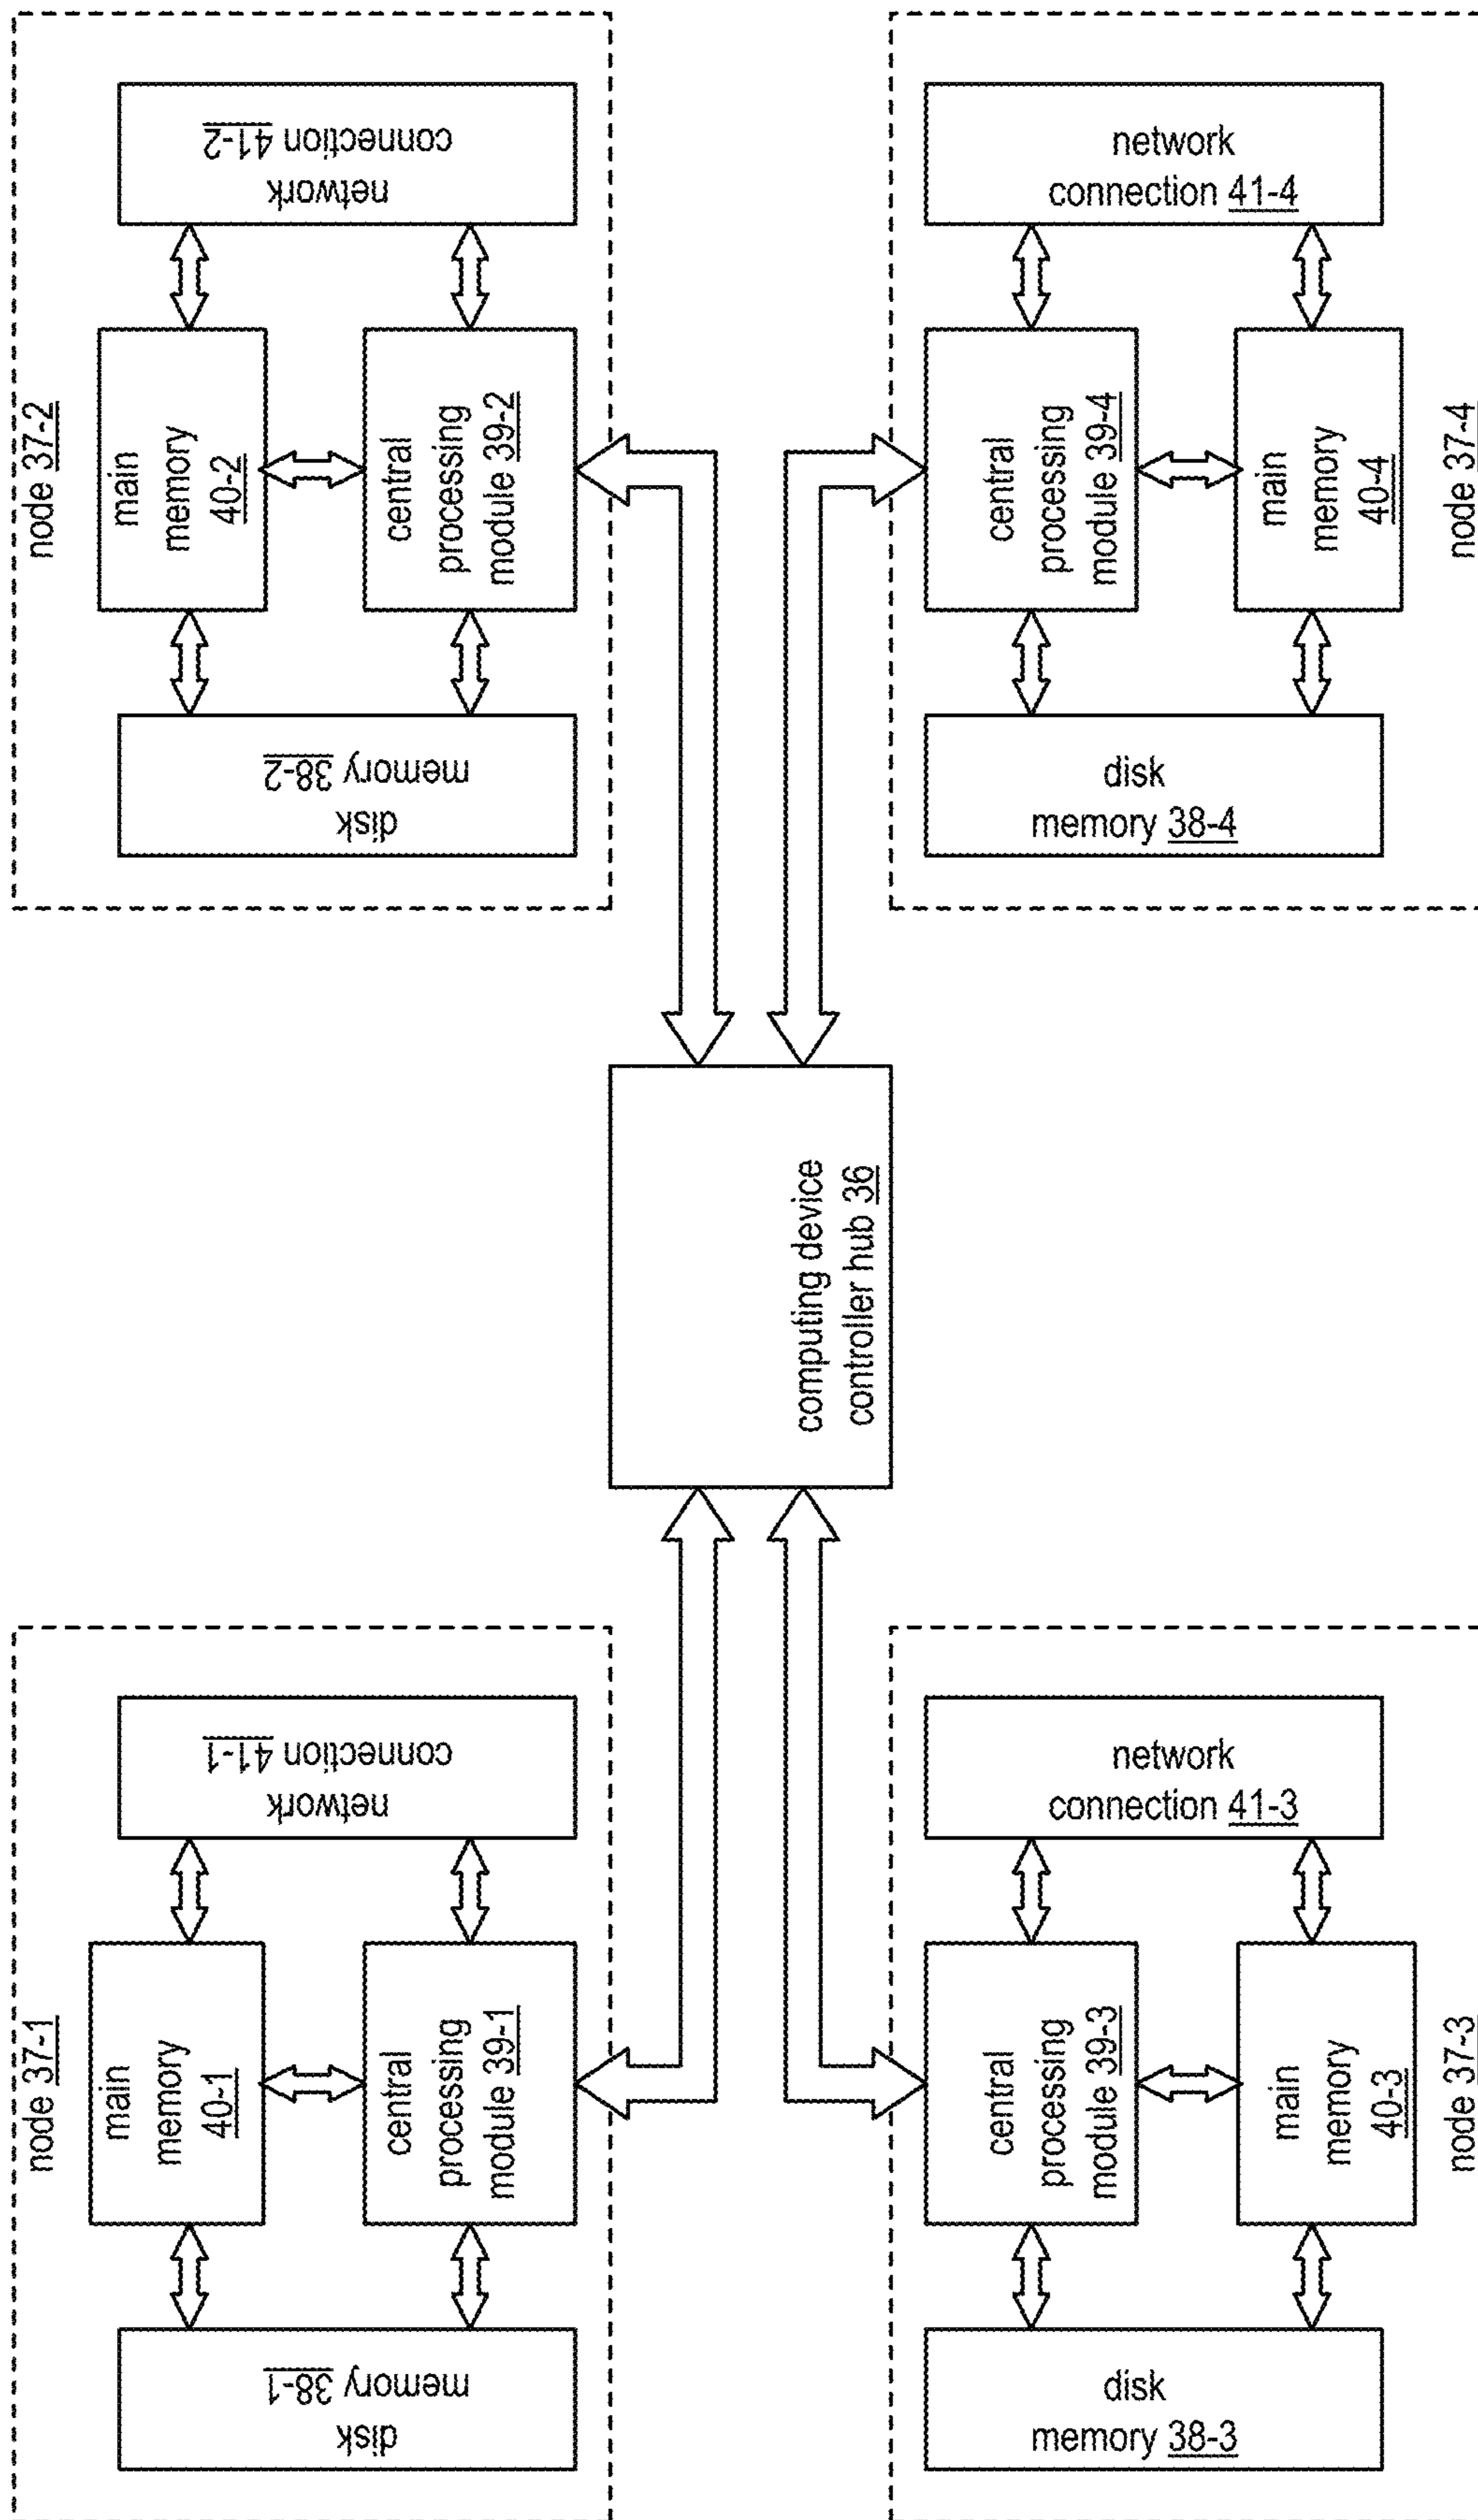 node 37-1
main
memory
40-1
central
processing
module 39-1
disk
memory 38-1
network
connection 41-1
node 37-2
main
memory
40-2
central
processing
module 39-2
disk
memory 38-2
network
connection 41-2
computing device
controller hub 36
disk
memory 38-3
central
processing
module 39-3
main
memory
40-3
network
connection 41-3
node 37-3
disk
memory 38-4
central
processing
module 39-4
main
memory
40-4
network
connection 41-4
node 37-4